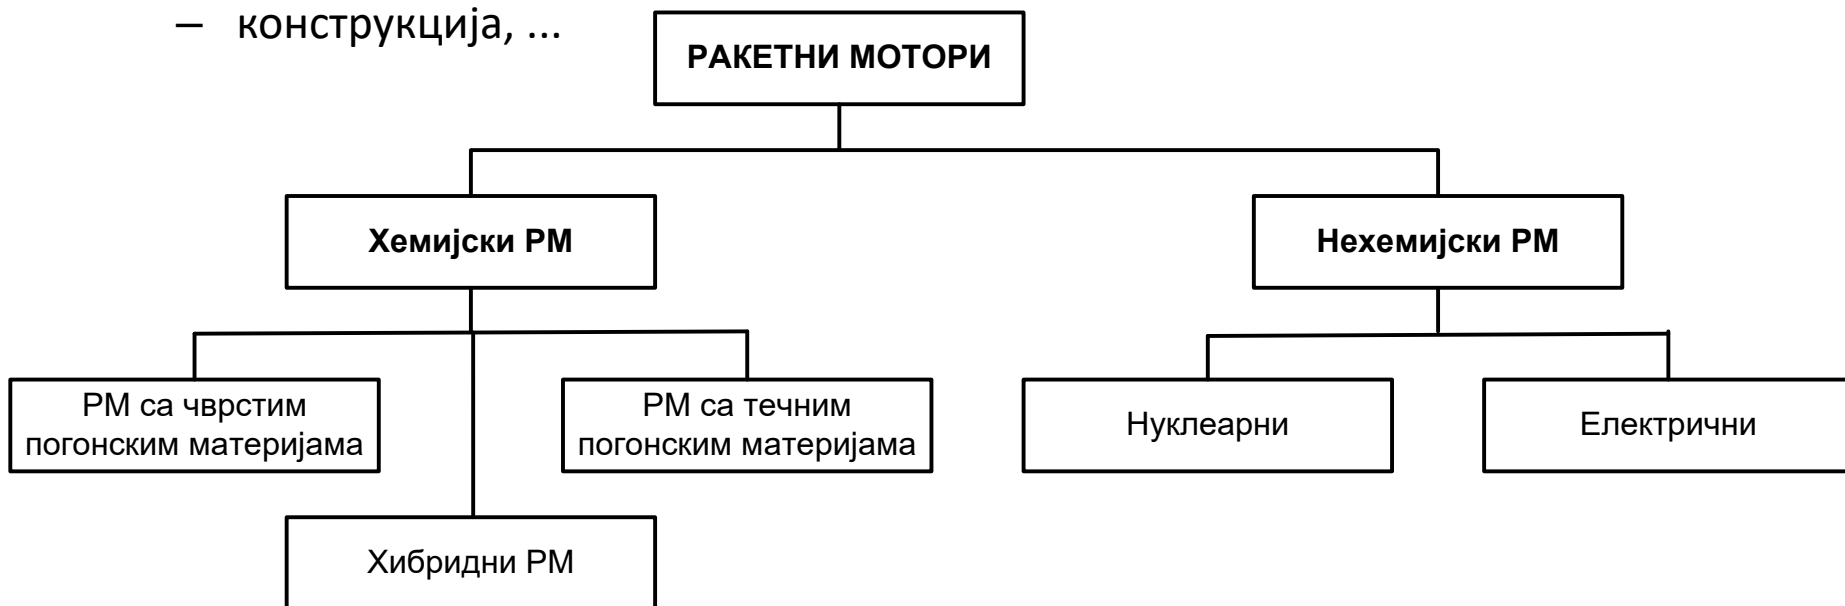 – конструкција, ...
РАКЕТНИ МОТОРИ
Хемијски РМ
Нехемијски РМ
РМ са чврстим
погонским материјама
РМ са течним
погонским материјама
Нуклеарни
Електрични
Хибридни РМ